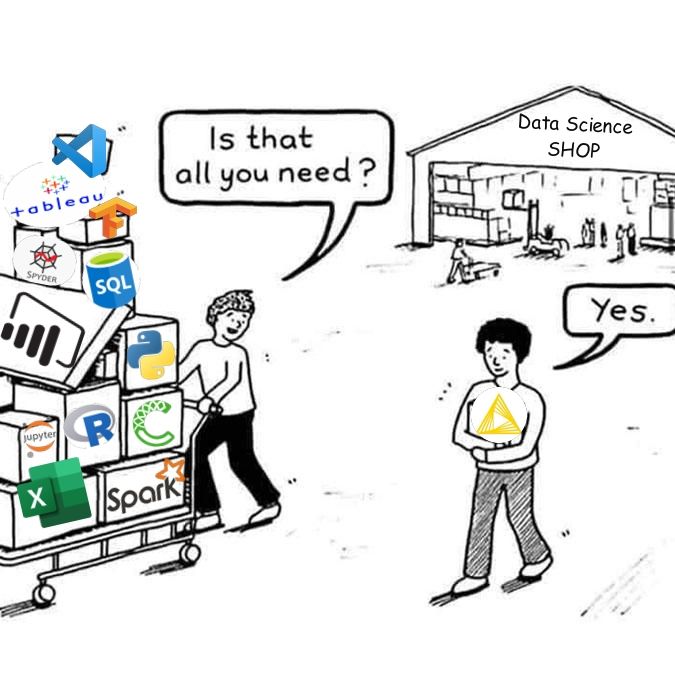 Data Science
SHOP
Is that
all you need?
Yes.
tableau
SPYDER
SQL
jupyter
R
C
X
Spark